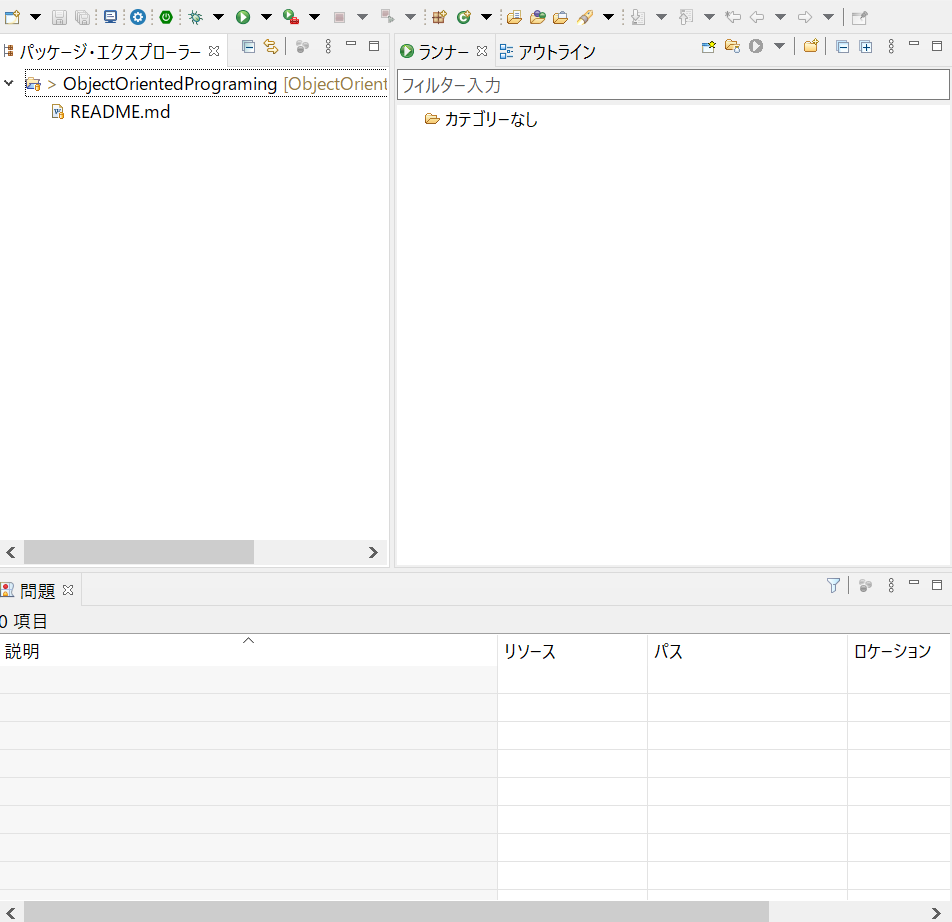 パッケージ・エクスプローラー
> ObjectOrientedPrograming [ObjectOrient
README.md
ランナー
アウトライン
フィルター入力
カテゴリーなし
問題
0 項目
説明 リソース パス ロケーション